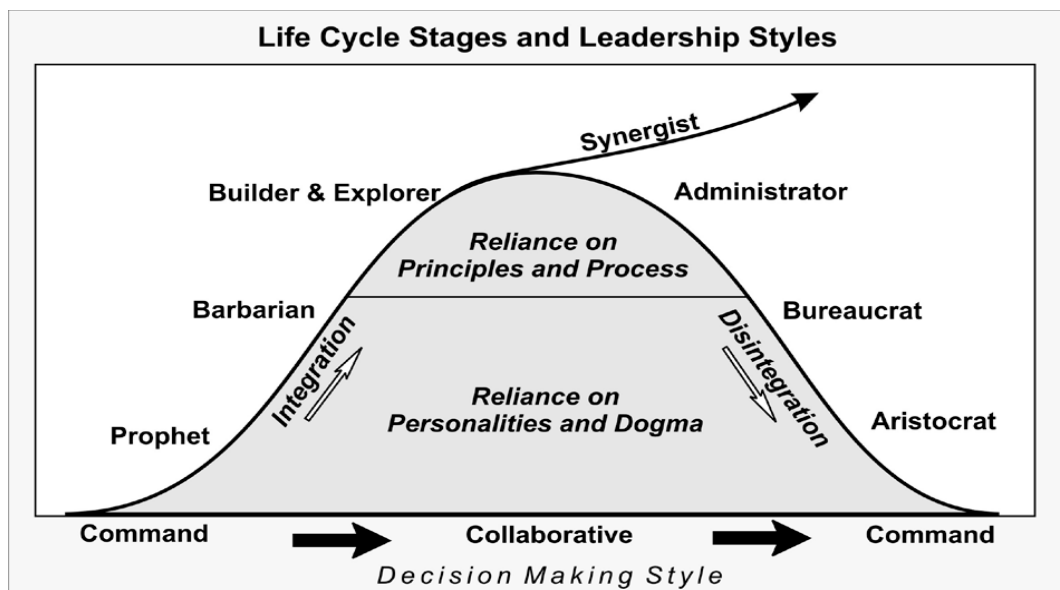 Life Cycle Stages and Leadership Styles
Synergist
Builder & Explorer
Administrator
Reliance on
Principles and Process
Barbarian
Bureaucrat
Integration
Disintegration
Reliance on
Personalities and Dogma
Prophet
Aristocrat
Command
Collaborative
Command
Decision Making Style